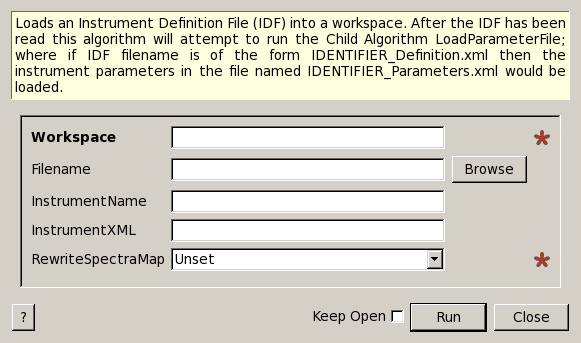 Loads an Instrument Definition File (IDF) into a workspace. After the IDF has been
read this algorithm will attempt to run the Child Algorithm LoadParameterFile;
where if IDF filename is of the form IDENTIFIER_Definition.xml then the
instrument parameters in the file named IDENTIFIER_Parameters.xml would be
loaded.
Workspace
Filename Browse
InstrumentName
InstrumentXML
RewriteSpectraMap Unset
? Keep Open Run Close